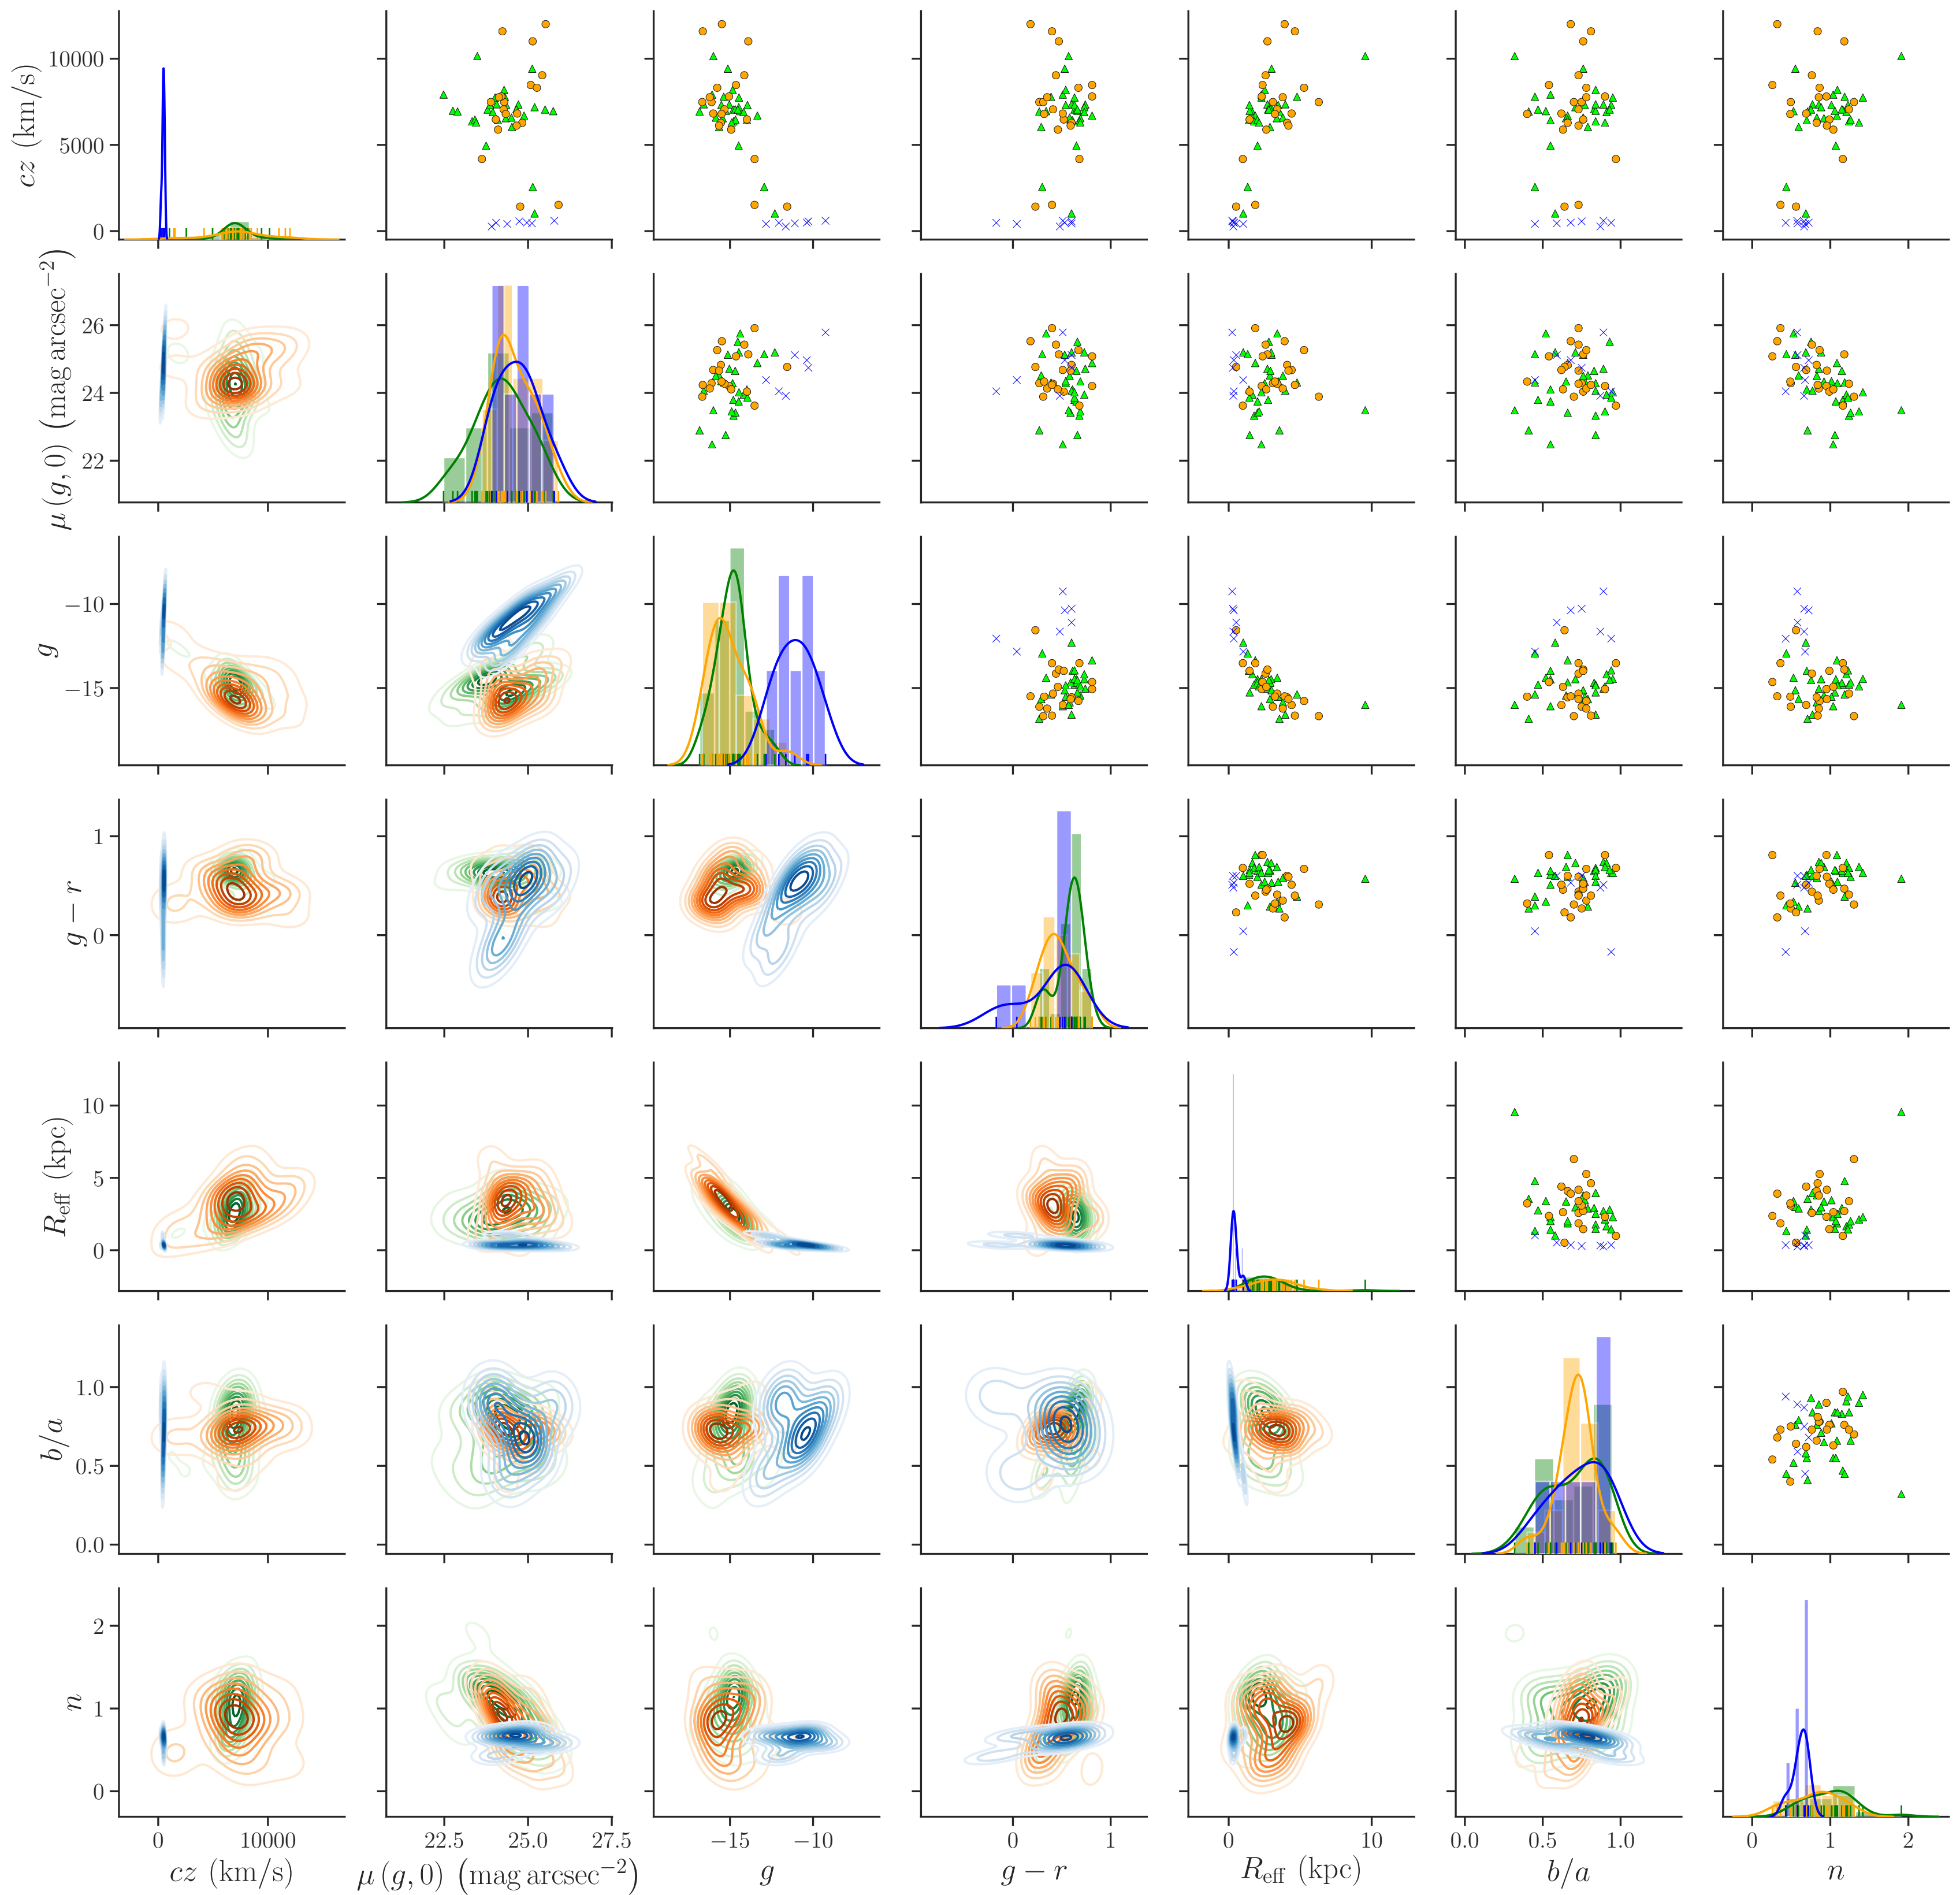 cz (km/s)
10000
5000
0
μ (g, 0) (mag arcsec⁻²)
26
24
22
g
−10
−15
g − r
1
0
R_eff (kpc)
10
5
0
b/a
1.0
0.5
0.0
n
2
1
0
0 10000 22.5 25.0 27.5 −15 −10 0 1 0 10 0.0 0.5 1.0 0 1 2
cz (km/s) μ (g, 0) (mag arcsec⁻²) g g − r R_eff (kpc) b/a n